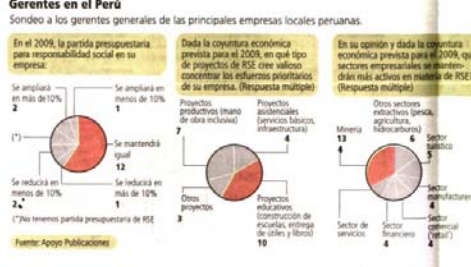 Gerentes en el Perú
Sondeo a los gerentes generales de las principales empresas locales peruanas.
En el 2009, la partida presupuestaria
para responsabilidad social en su
empresa:
Se ampliará
en más de10%
2
Se ampliará en
menos de 10%
1
(*)
Se mantendrá
igual
12
Se reducirá en
menos de 10%
2
Se reducirá en
más de 10%
1
(*)No tenemos partida presupuestaria de RSE
Fuente: Apoyo Publicaciones
Dada la coyuntura económica
prevista para el 2009, en qué tipo
de proyectos de RSE cree valioso
concentrar los esfuerzos prioritarios
de su empresa. (Respuesta múltiple)
Proyectos
productivos (mano
de obra inclusiva)
7
Proyectos
asistenciales
(servicios básicos,
infraestructura)
4
Otros
proyectos
3
Proyectos
educativos
(construcción de
escuelas, entrega
de útiles y libros)
10
En su opinión y dada la coyuntura
económica prevista para el 2009, qu
sectores empresariales se manten-
drán más activos en materia de RSE
(Respuesta múltiple)
Otros sectores
extractivos (pesca,
agricultura,
hidrocarburos)
6
Minería
13
4
Sector
turístico
5
Sector
manufacturer
4
Sector
comercial
('retail')
4
Sector
financiero
4
Sector de
servicios